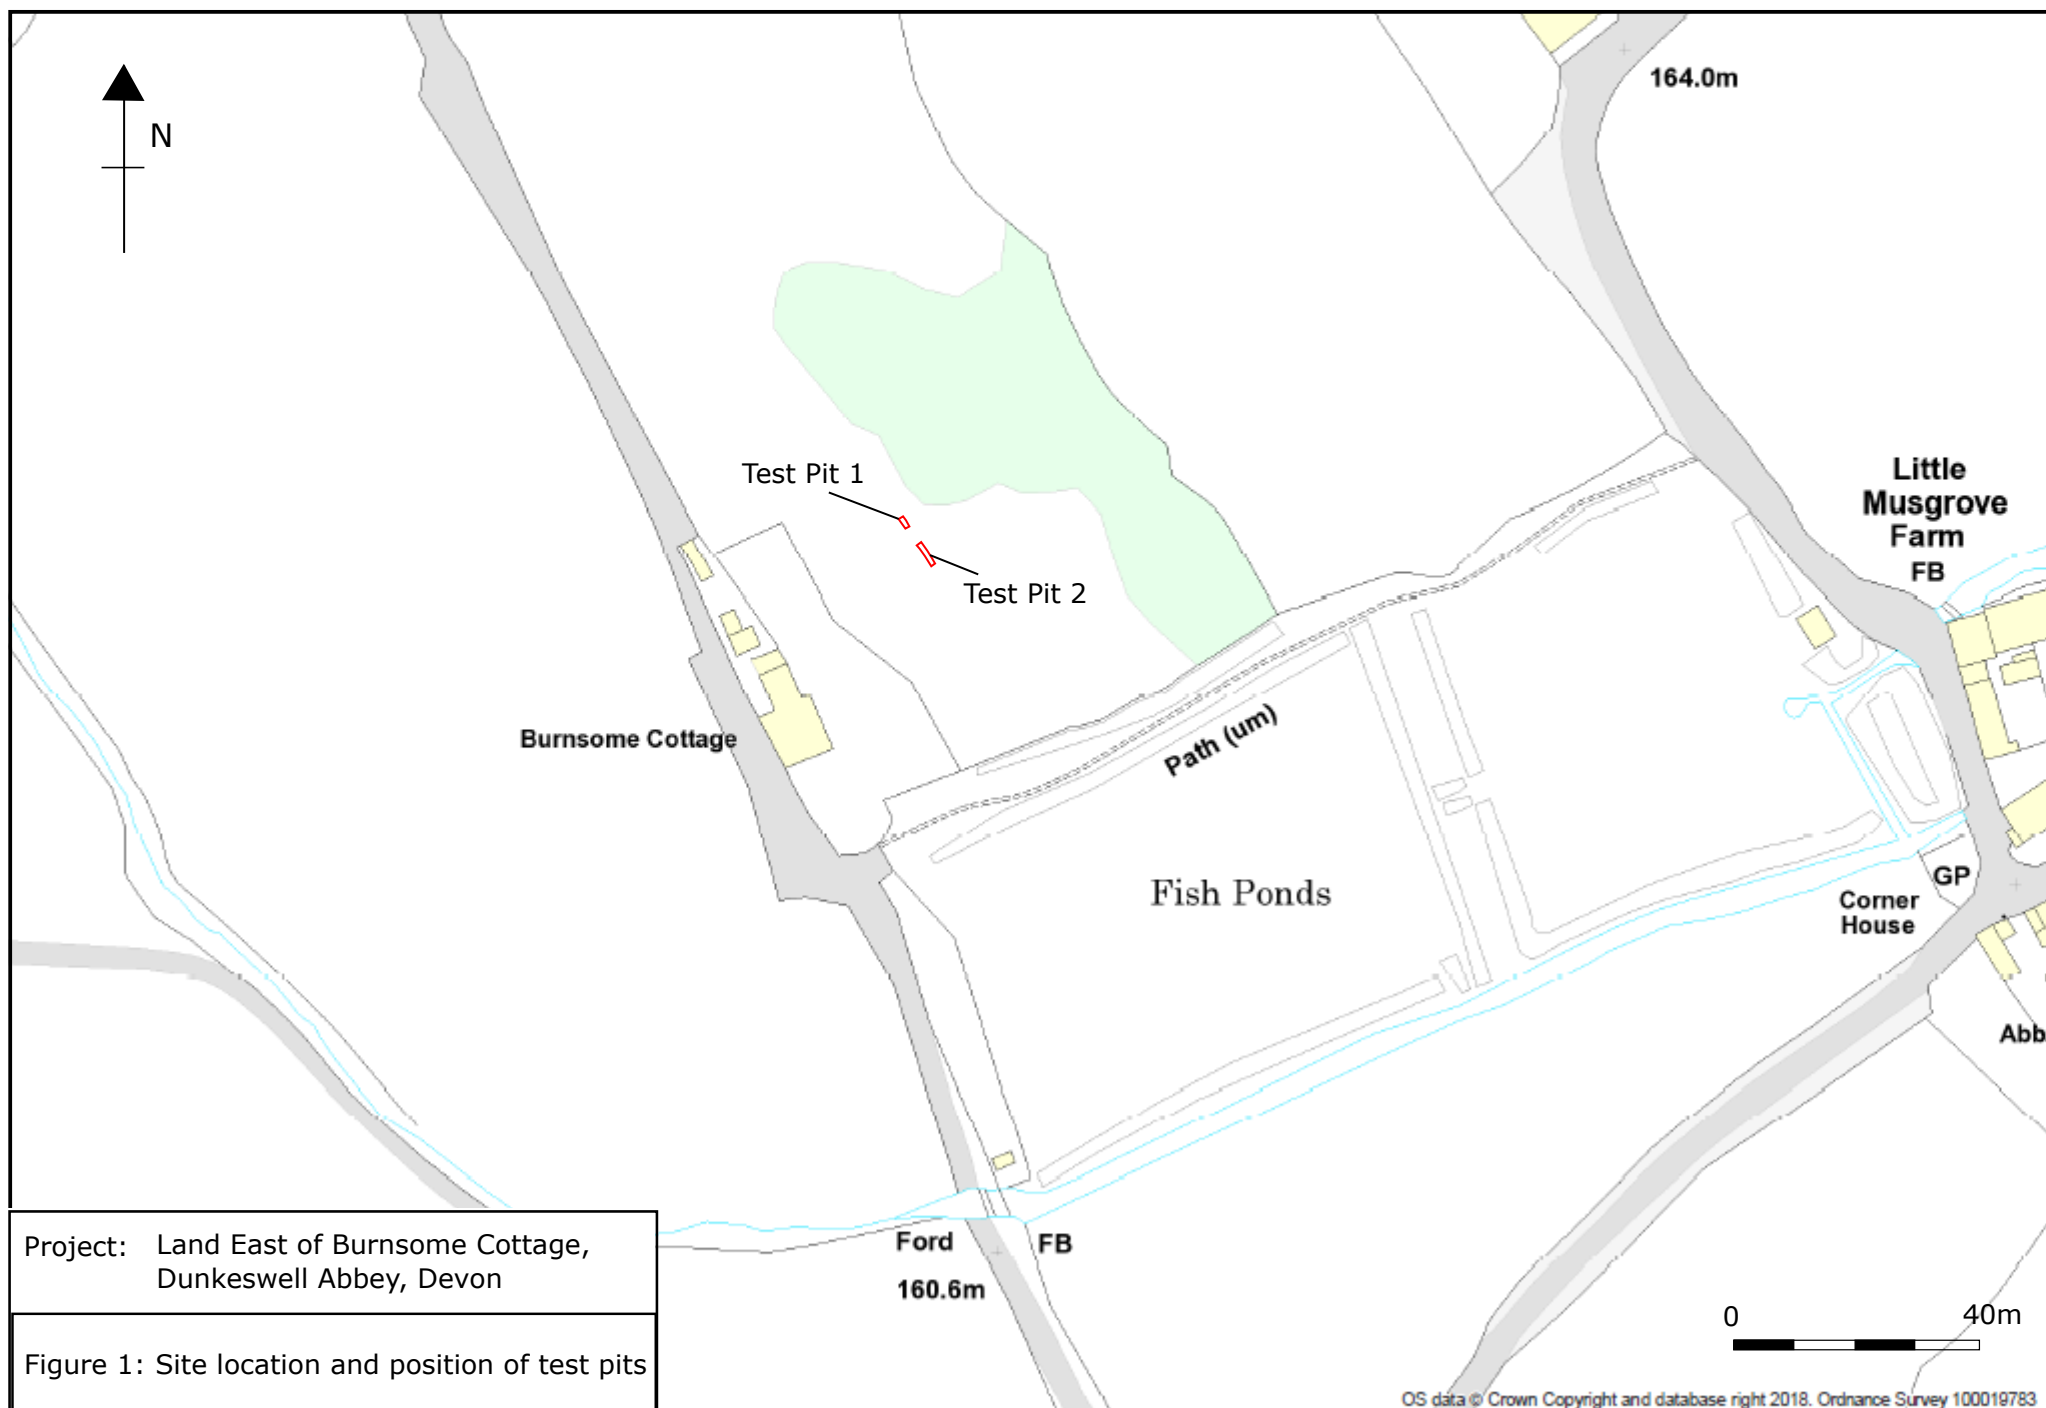 N
164.0m
Test Pit 1
Test Pit 2
Little
Musgrove
Farm
FB
Burnsome Cottage
Path (um)
Fish Ponds
GP
Corner
House
Abb
Ford
FB
160.6m
Project: Land East of Burnsome Cottage,
Dunkeswell Abbey, Devon
Figure 1: Site location and position of test pits
0 40m
OS data © Crown Copyright and database right 2018. Ordnance Survey 100019783